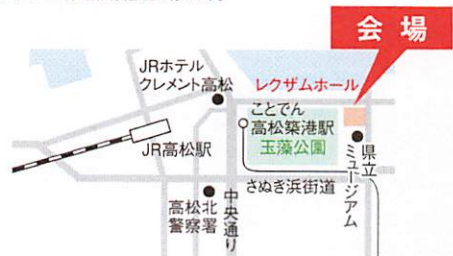 会場
JRホテル
クレメント高松
レクザムホール
ことでん
高松築港駅
玉藻公園
JR高松駅
県立
ミュージアム
さぬき浜街道
高松北
警察署
中央通り